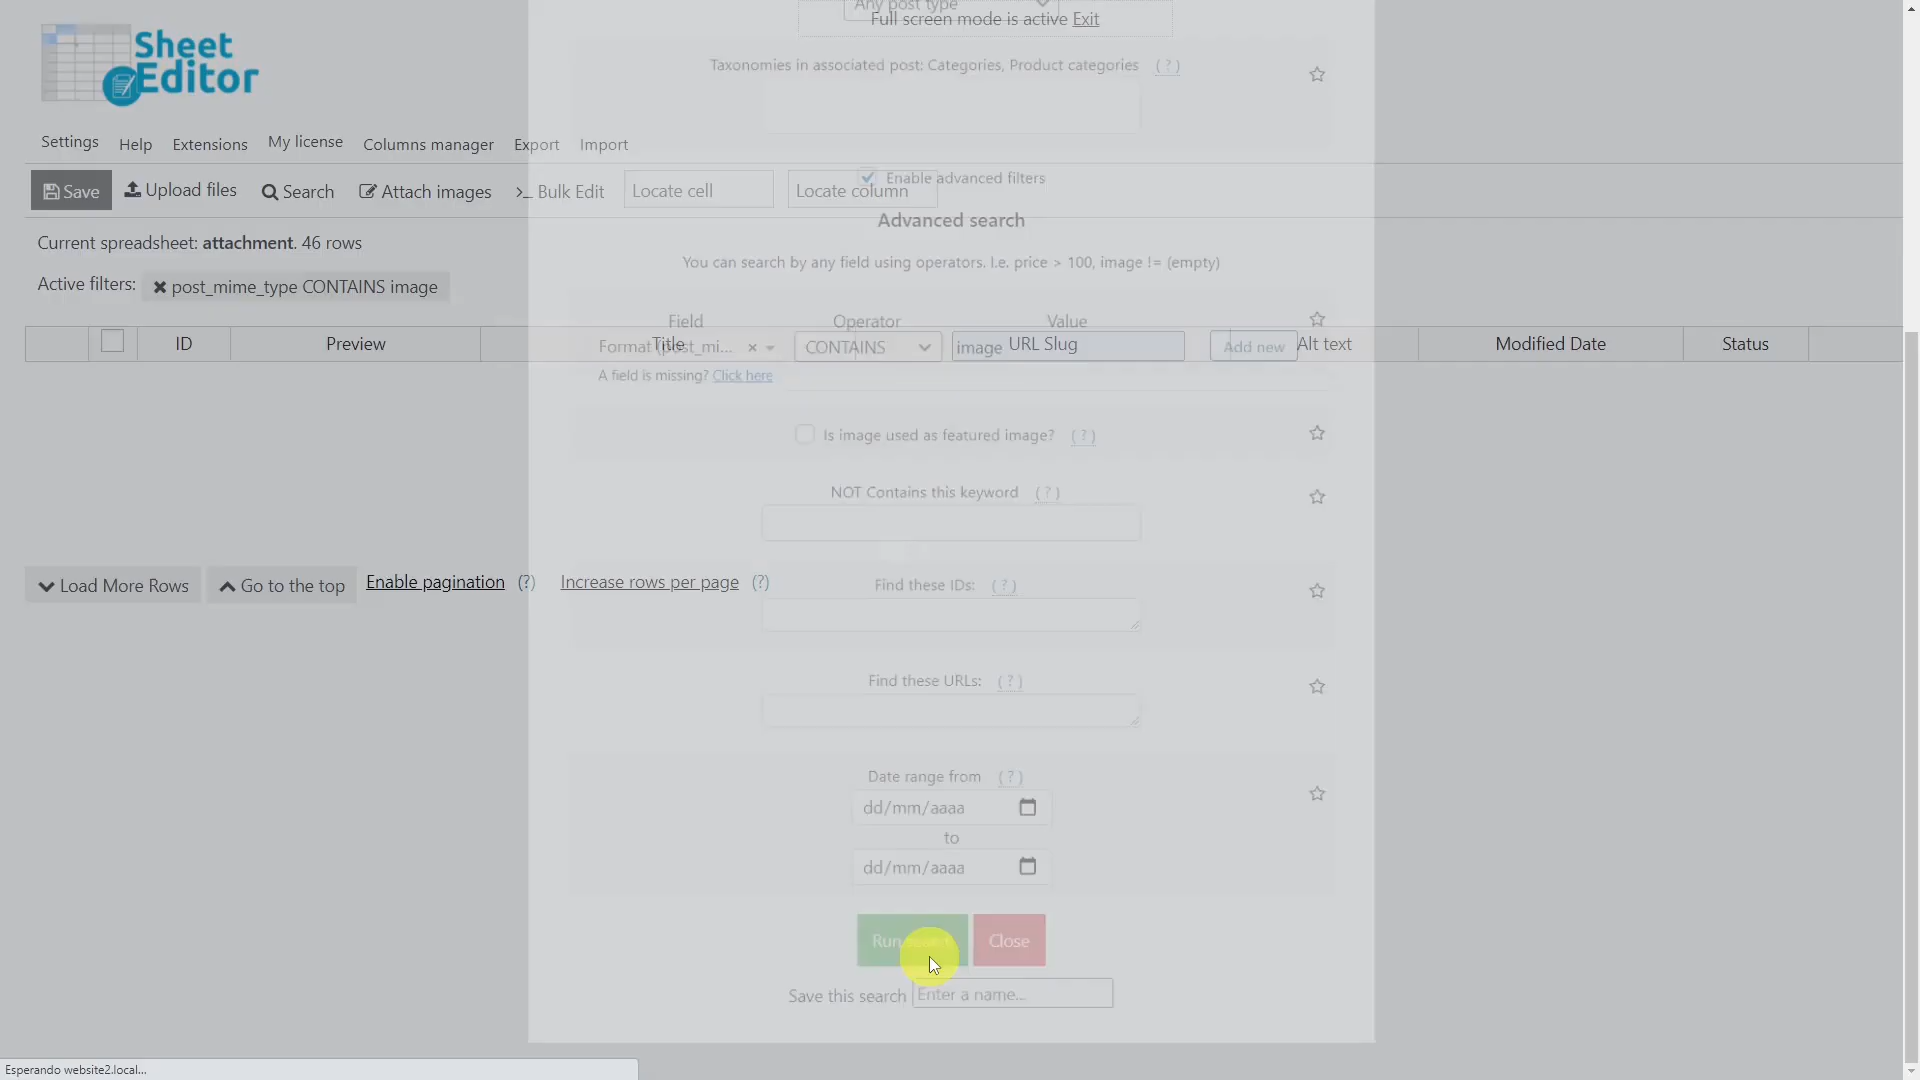 Any post type
Full screen mode is active Exit
Sheet
Editor
Taxonomies in associated post: Categories, Product categories (?)
Settings Help Extensions My license Columns manager Export Import
Enable advanced filters
Save Upload files Search Attach images Bulk Edit Locate cell Locate column
Advanced search
Current spreadsheet: attachment. 46 rows
You can search by any field using operators. I.e. price > 100, image != (empty)
Active filters: post_mime_type CONTAINS image
Field Operator Value
ID Preview Title URL Slug Alt text Modified Date Status
Format (post_mi... CONTAINS image Add new
A field is missing? Click here
Is image used as featured image? (?)
NOT Contains this keyword (?)
Load More Rows Go to the top Enable pagination (?) Increase rows per page (?)
Find these IDs: (?)
Find these URLs: (?)
Date range from (?)
dd/mm/aaaa
to
dd/mm/aaaa
Run Close
Save this search Enter a name...
Esperando website2.local...